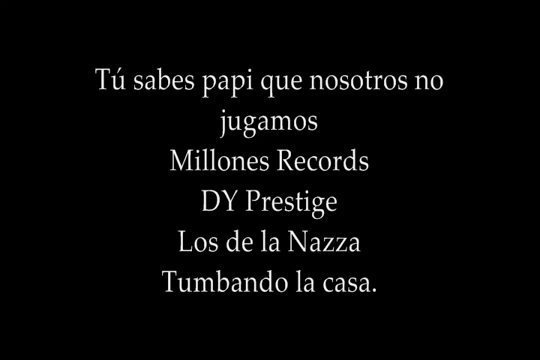 Tú sabes papi que nosotros no
jugamos
Millones Records
DY Prestige
Los de la Nazza
Tumbando la casa.